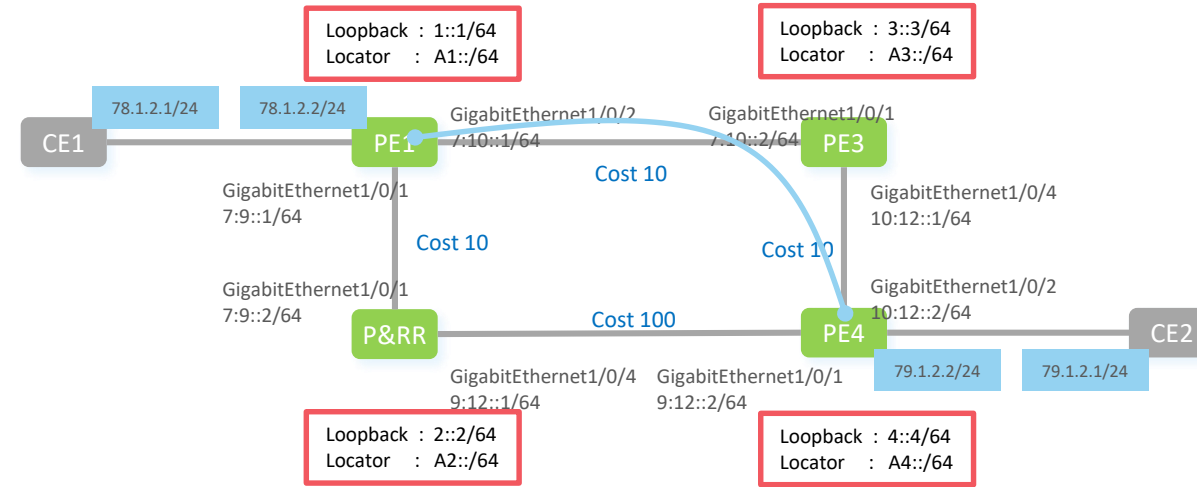 Loopback : 1::1/64
Locator : A1::/64
Loopback : 3::3/64
Locator : A3::/64
78.1.2.1/24
78.1.2.2/24
GigabitEthernet1/0/2
7:10::1/64
GigabitEthernet1/0/1
7:10::2/64
CE1
PE1
PE3
Cost 10
GigabitEthernet1/0/1
7:9::1/64
GigabitEthernet1/0/4
10:12::1/64
Cost 10
Cost 10
GigabitEthernet1/0/1
7:9::2/64
GigabitEthernet1/0/2
10:12::2/64
P&RR
Cost 100
PE4
CE2
GigabitEthernet1/0/4
9:12::1/64
GigabitEthernet1/0/1
9:12::2/64
79.1.2.2/24
79.1.2.1/24
Loopback : 2::2/64
Locator : A2::/64
Loopback : 4::4/64
Locator : A4::/64